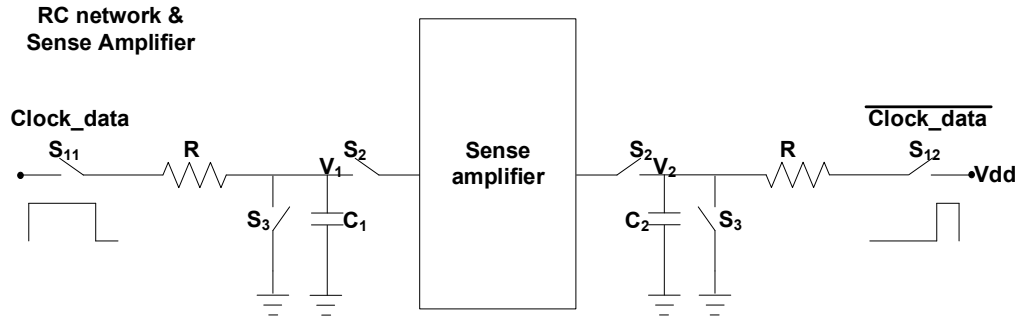 RC network &
Sense Amplifier
Clock_data
Clock_data
S11
R
V1
S2
Sense
amplifier
S2
V2
R
S12
Vdd
S3
C1
C2
S3